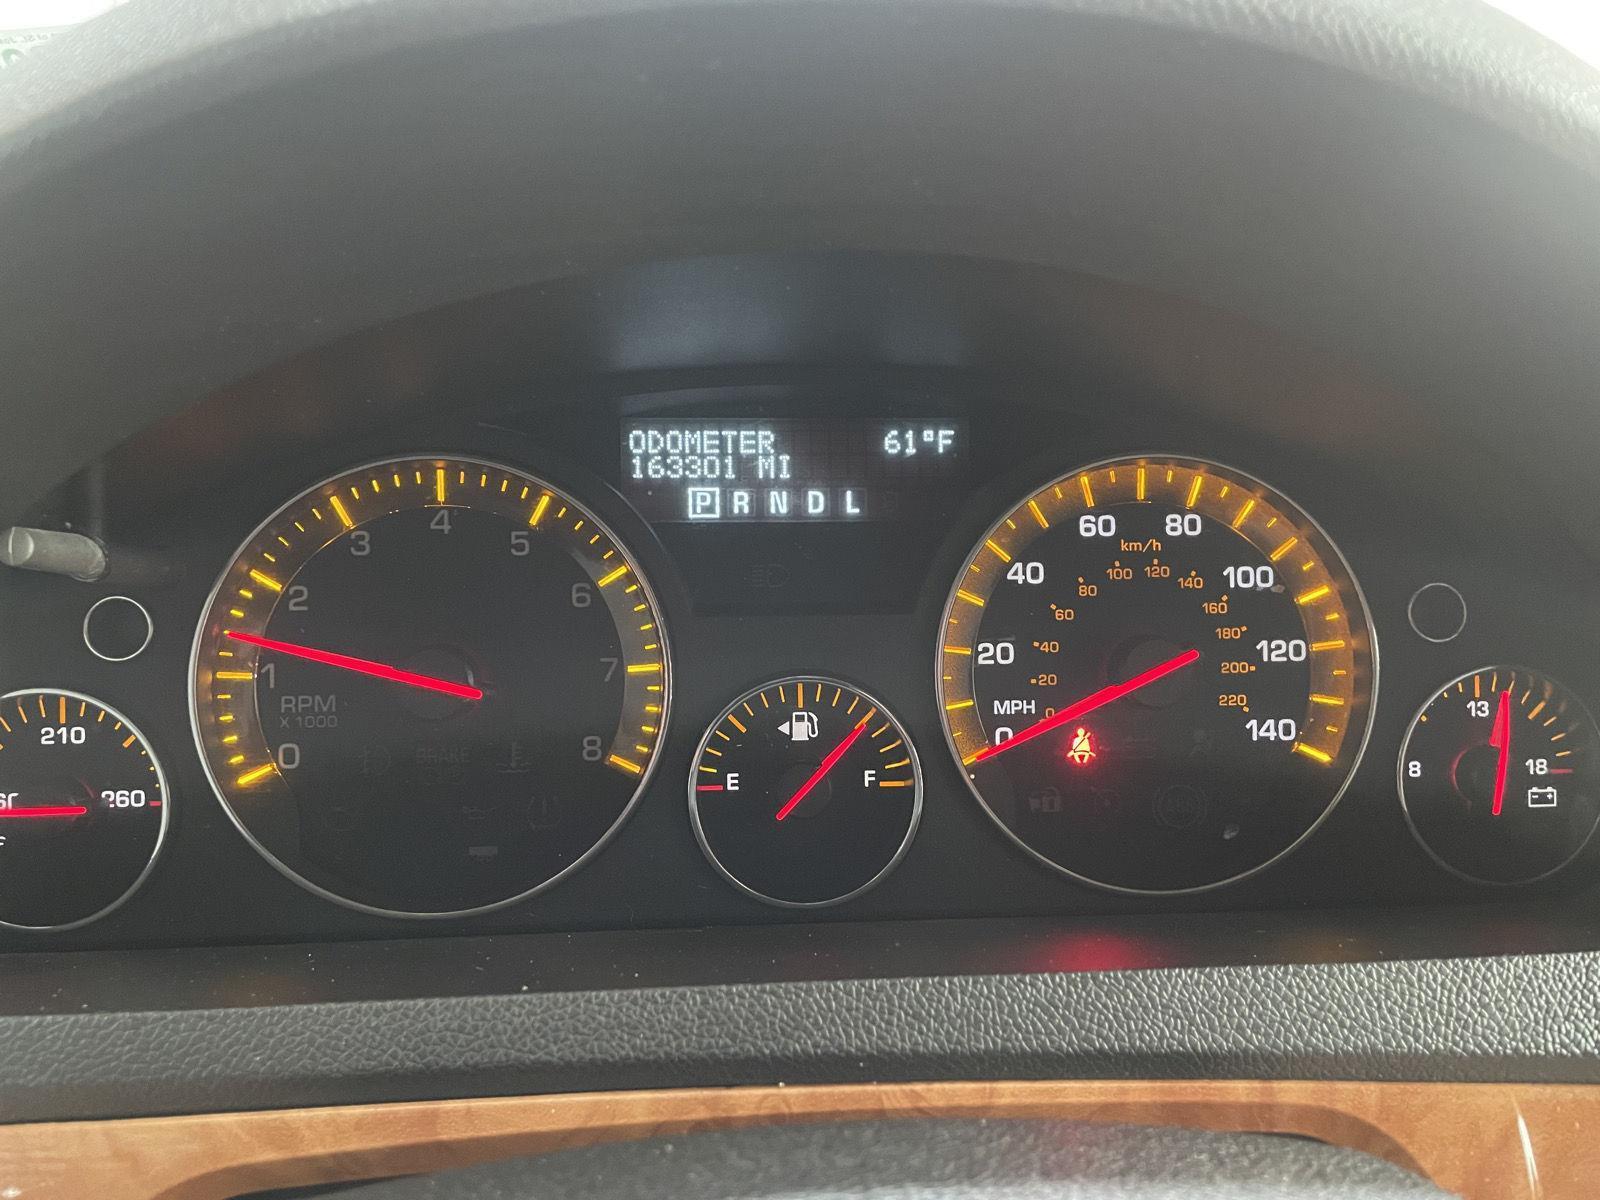 ODOMETER 61°F
163301 MI
P R N D L
0 1 2 3 4 5 6 7 8
RPM
X 1000
BRAKE
210
260
F
E F
0 20 40 60 80 100 120 140
MPH
km/h
0 20 40 60 80 100 120 140 160 180 200 220
8 13 18